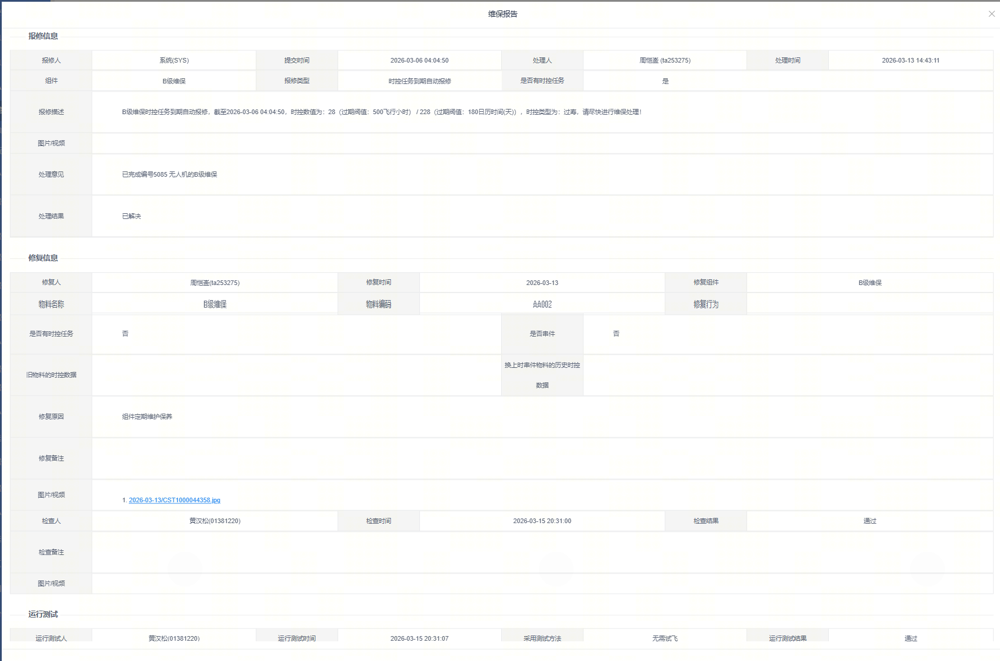 维保报告
报修信息
报修人 系统(SYS) 提交时间 2026-03-06 04:04:50 处理人 周恺崟 (ta253275) 处理时间 2026-03-13 14:43:11
组件 B级维保 报修类型 时控任务到期自动报修 是否有时控任务 是
报修描述 B级维保时控任务到期自动报修，截至2026-03-06 04:04:50，时控数值为：28（过期阀值：500飞行小时） / 228（过期阀值：180日历时间(天)），时控类型为：过寿，请尽快进行维保处理！
图片/视频
处理意见 已完成编号5085 无人机的B级维保
处理结果 已解决
修复信息
修复人 周恺崟(ta253275) 修复时间 2026-03-13 修复组件 B级维保
物料名称 B级维保 物料编码 AA002 修复行为
是否有时控任务 否 是否串件 否
旧物料的时控数据 换上时串件物料的历史时控
数据
修复原因 组件定期维护保养
修复备注
图片/视频 1. 2026-03-13/CST1000044358.jpg
检查人 黄汉松(01381220) 检查时间 2026-03-15 20:31:00 检查结果 通过
检查备注
图片/视频
运行测试
运行测试人 黄汉松(01381220) 运行测试时间 2026-03-15 20:31:07 采用测试方法 无需试飞 运行测试结果 通过